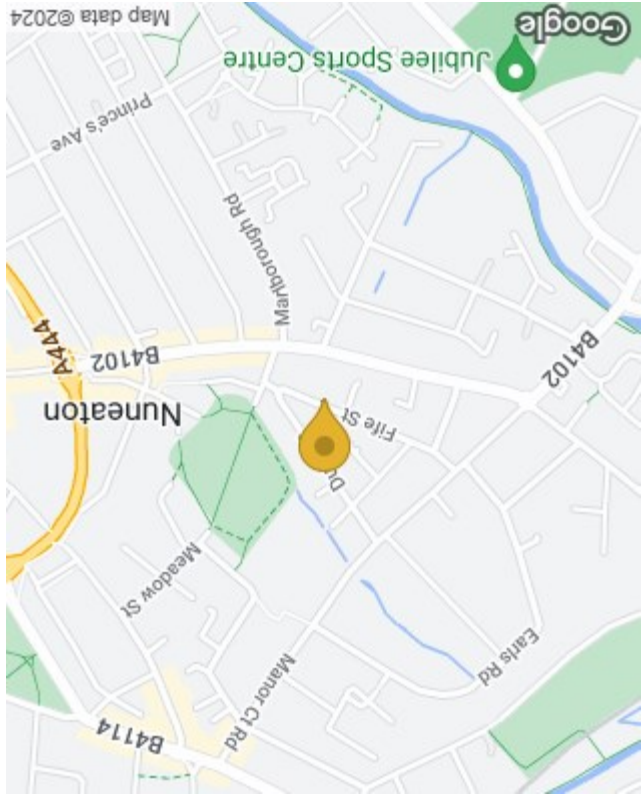 B4114
Manor Ct Rd
Earls Rd
Meadow St
Nuneaton
Fife St
B4102
A444
B4102
Marlborough Rd
Prince's Ave
Jubilee Sports Centre
Google
Map data ©2024